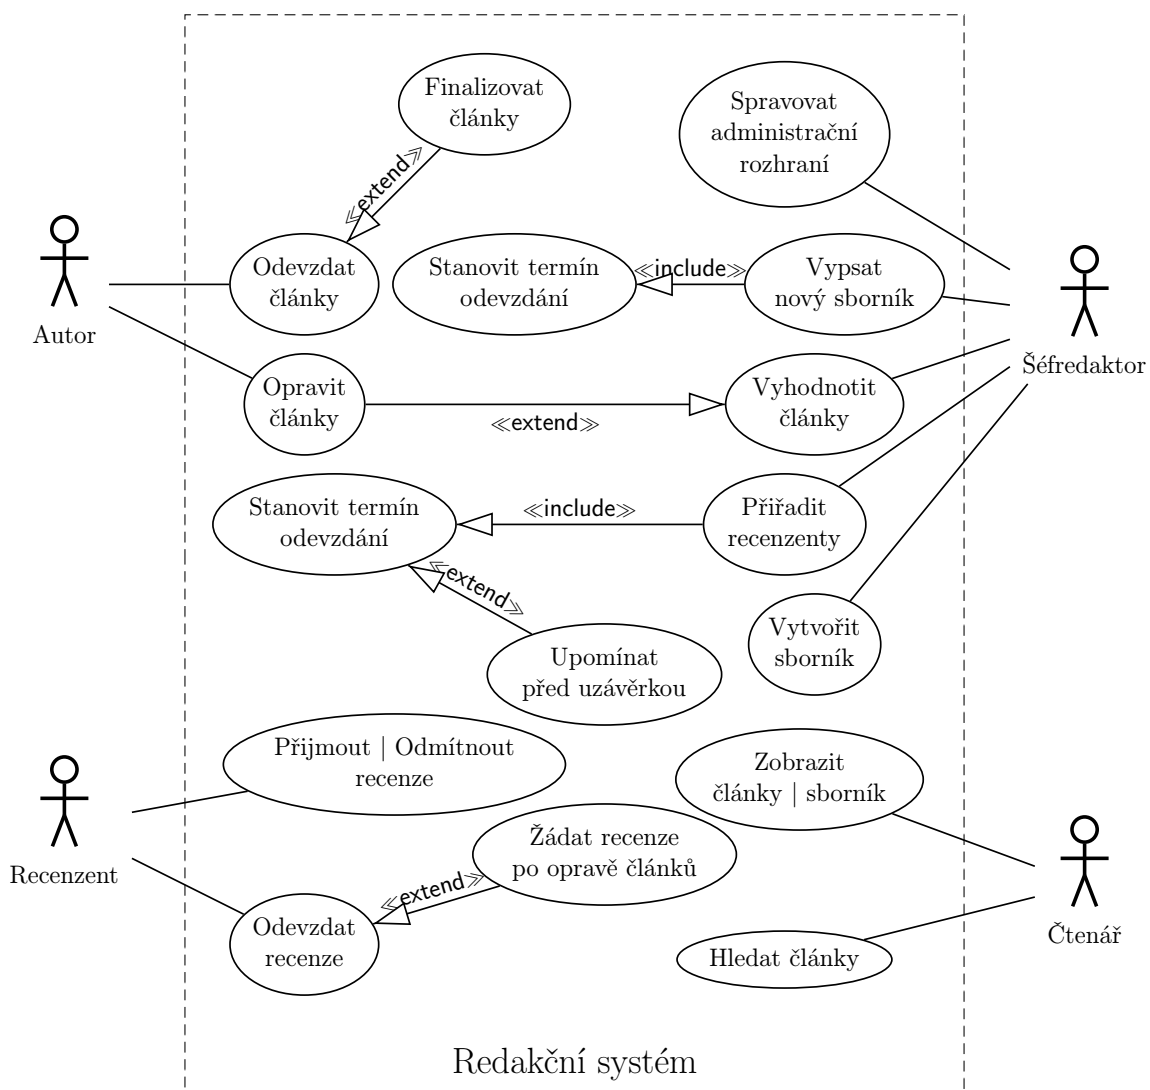 Finalizovat
články
Spravovat
administrační
rozhraní
≪extend≫
Autor
Odevzdat
články
Stanovit termín
odevzdání
≪include≫
Vypsat
nový sborník
Šéfredaktor
Opravit
články
≪extend≫
Vyhodnotit
články
Stanovit termín
odevzdání
≪include≫
Přiřadit
recenzenty
≪extend≫
Upomínat
před uzávěrkou
Vytvořit
sborník
Přijmout | Odmítnout
recenze
Zobrazit
články | sborník
Recenzent
Žádat recenze
po opravě článků
≪extend≫
Odevzdat
recenze
Čtenář
Hledat články
Redakční systém